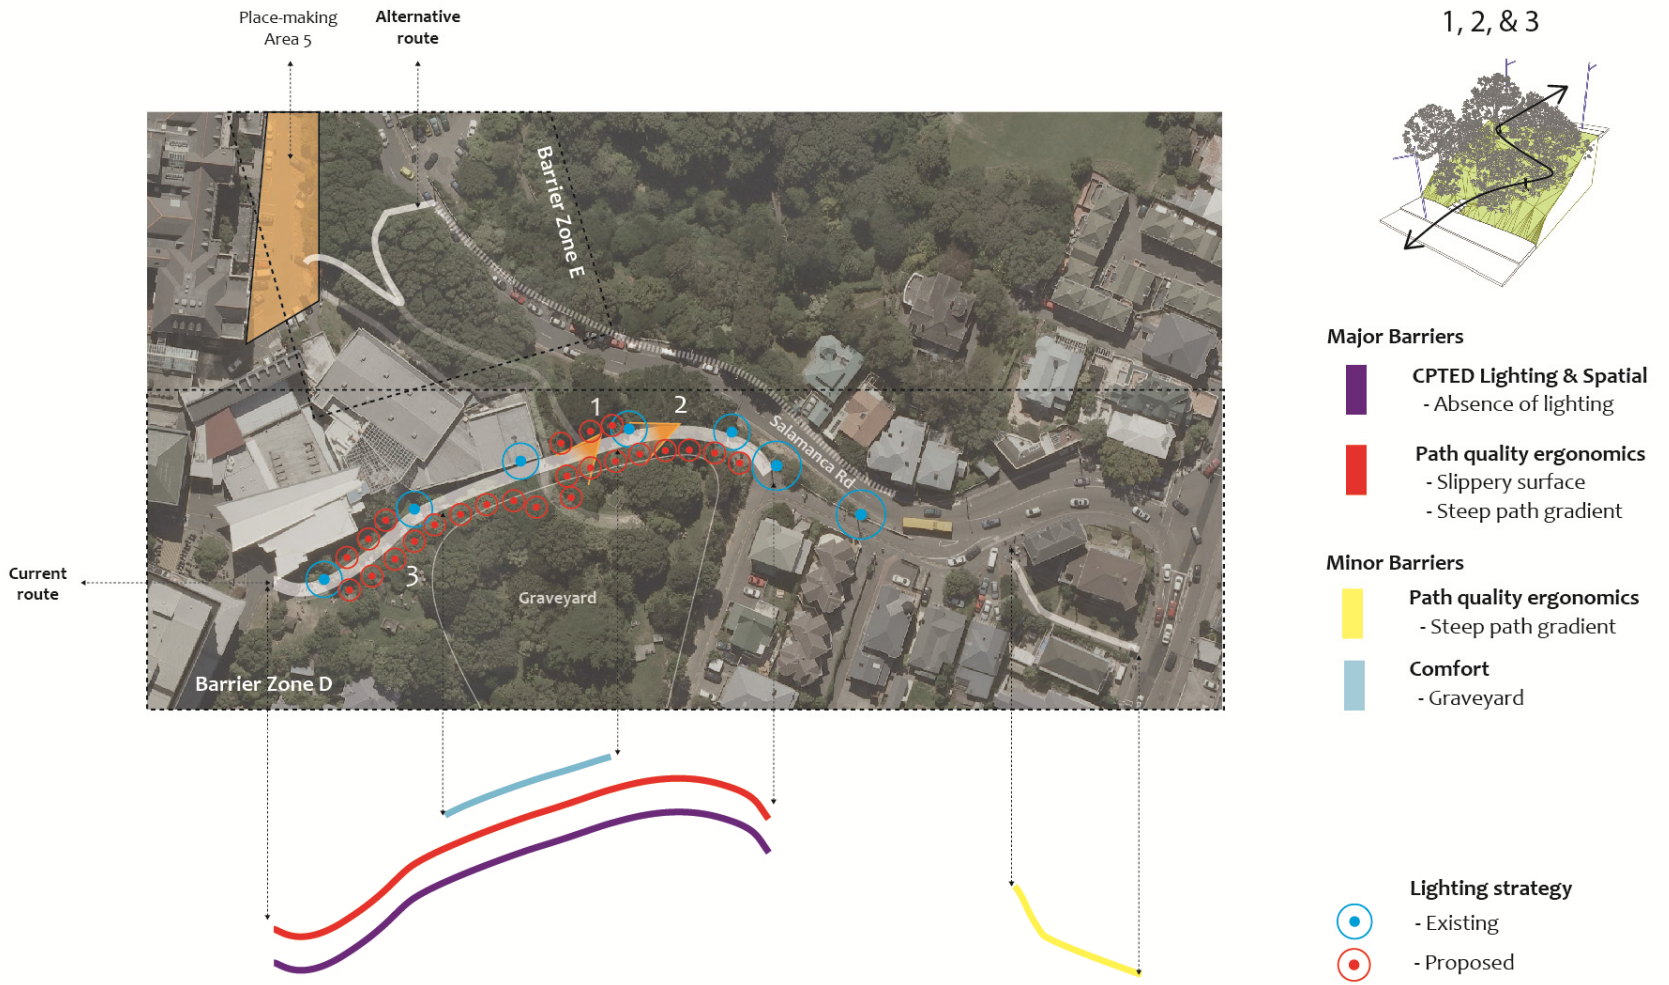 Place-making
Area 5
Alternative
route
1, 2, & 3
Barrier Zone E
1
2
Salamanca Rd
3
Current
route
Graveyard
Barrier Zone D
Major Barriers
CPTED Lighting & Spatial
- Absence of lighting
Path quality ergonomics
- Slippery surface
- Steep path gradient
Minor Barriers
Path quality ergonomics
- Steep path gradient
Comfort
- Graveyard
Lighting strategy
- Existing
- Proposed